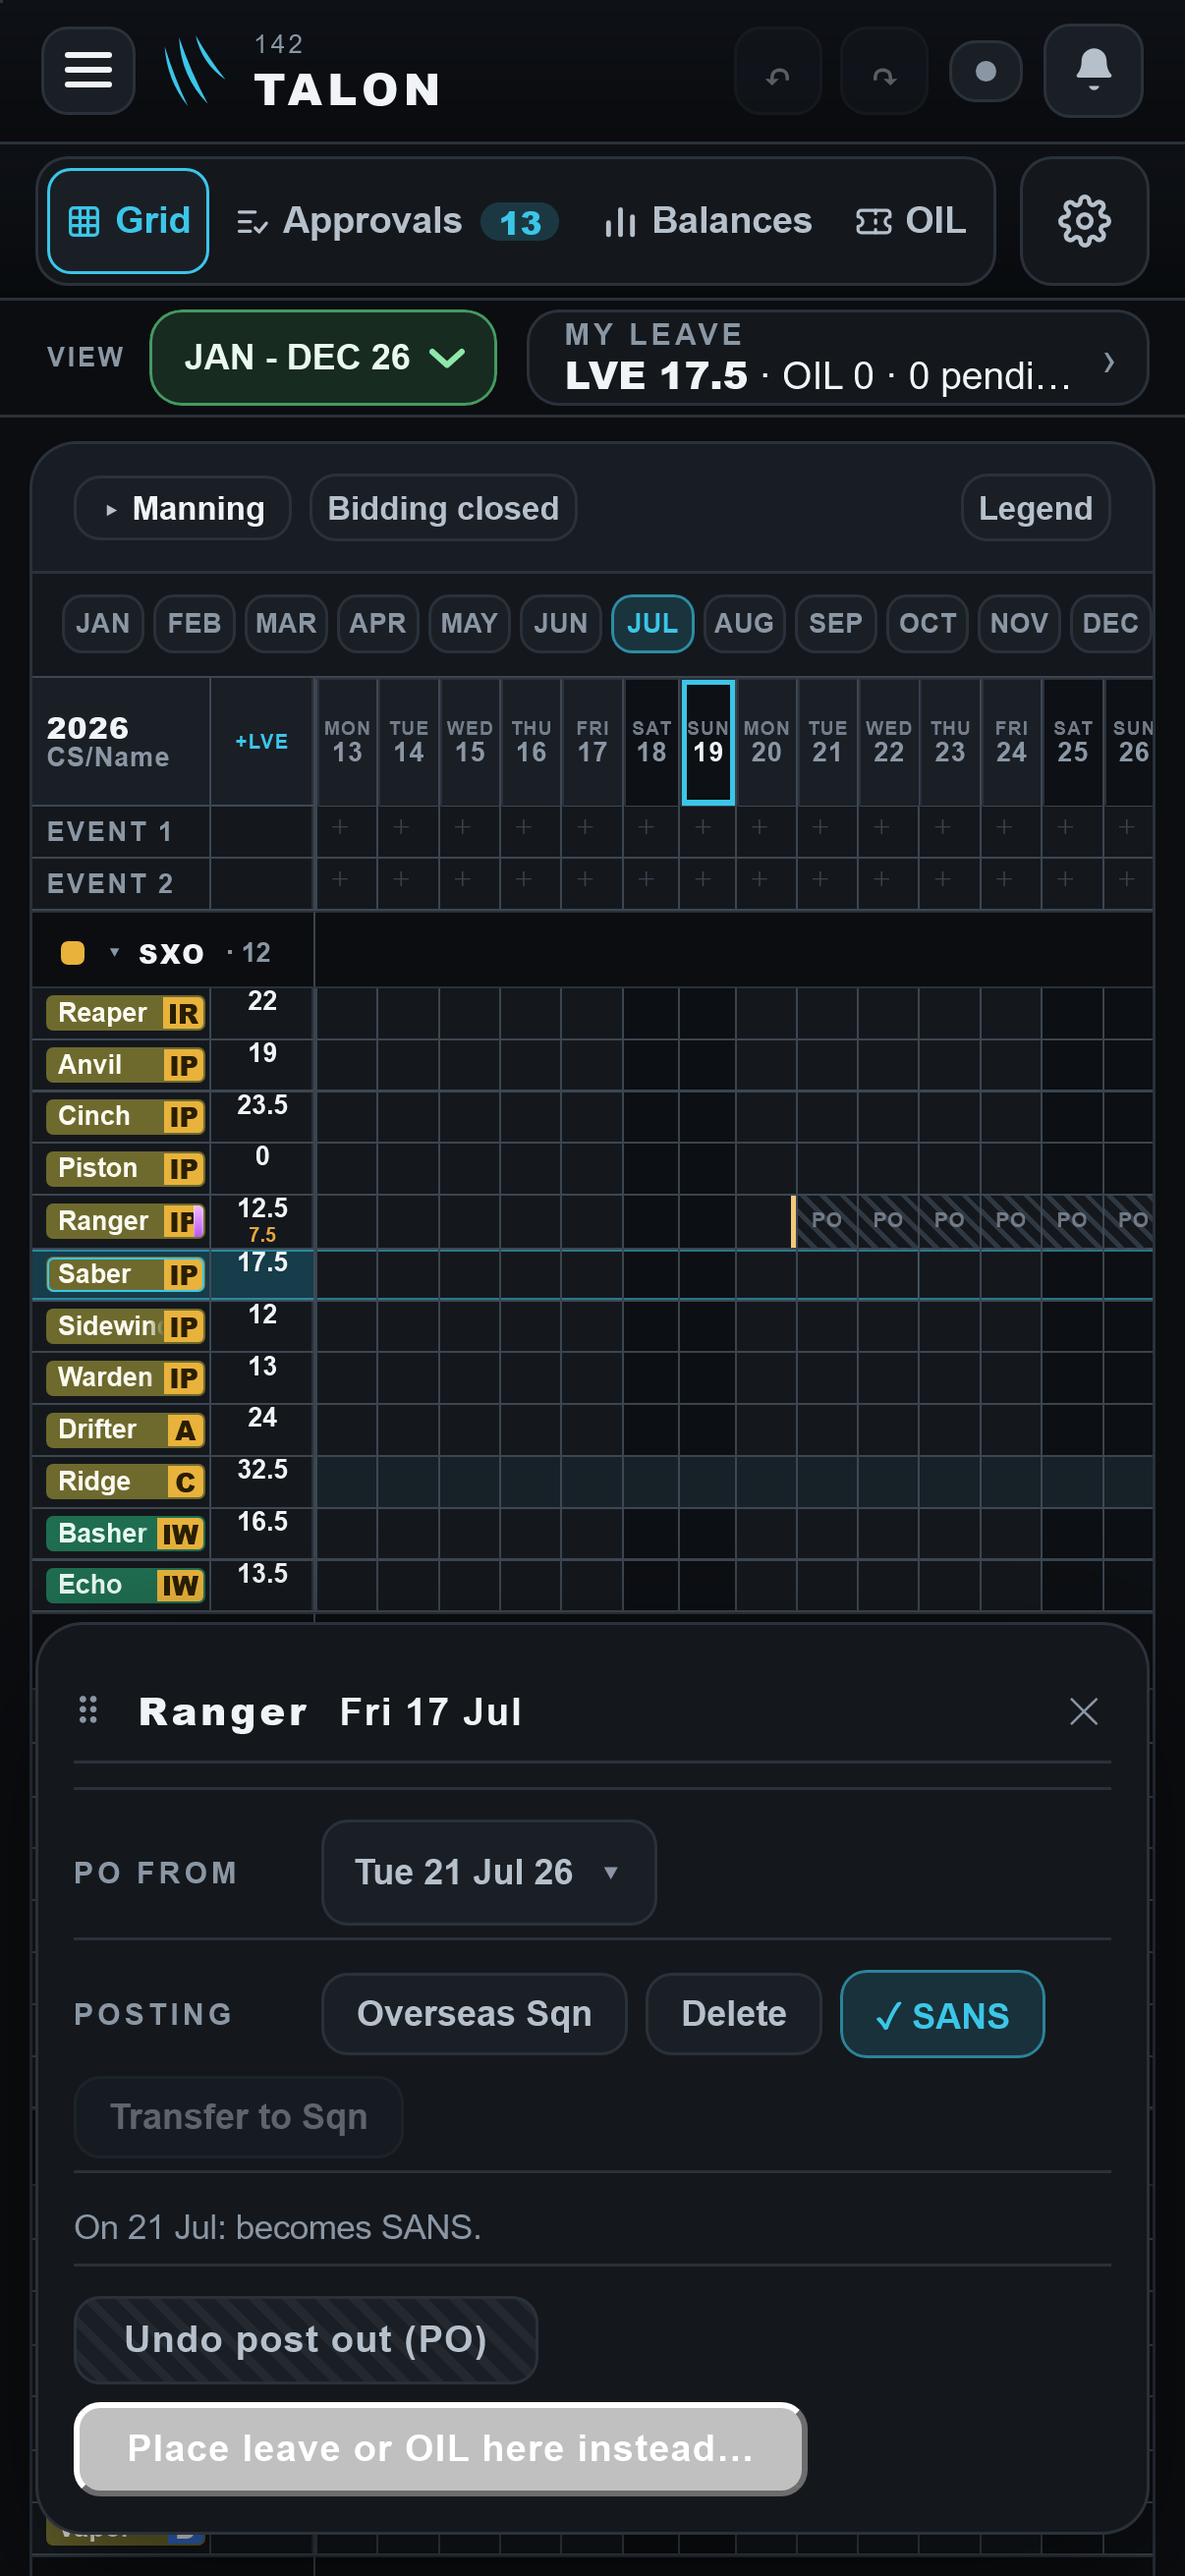 142
TALON
Grid Approvals 13 Balances OIL
VIEW JAN - DEC 26
MY LEAVE
LVE 17.5 · OIL 0 · 0 pendi… ›
▸ Manning Bidding closed Legend
JAN FEB MAR APR MAY JUN JUL AUG SEP OCT NOV DEC
2026
CS/Name
+LVE
MON TUE WED THU FRI SAT SUN MON TUE WED THU FRI SAT SUN
13 14 15 16 17 18 19 20 21 22 23 24 25 26
EVENT 1 + + + + + + + + + + + + + +
EVENT 2 + + + + + + + + + + + + + +
▾ SXO · 12
Reaper IR 22
Anvil IP 19
Cinch IP 23.5
Piston IP 0
Ranger IP 12.5 PO PO PO PO PO PO
7.5
Saber IP 17.5
Sidewin IP 12
Warden IP 13
Drifter A 24
Ridge C 32.5
Basher IW 16.5
Echo IW 13.5
Ranger Fri 17 Jul
PO FROM Tue 21 Jul 26 ▾
POSTING Overseas Sqn Delete ✓ SANS
Transfer to Sqn
On 21 Jul: becomes SANS.
Undo post out (PO)
Place leave or OIL here instead…